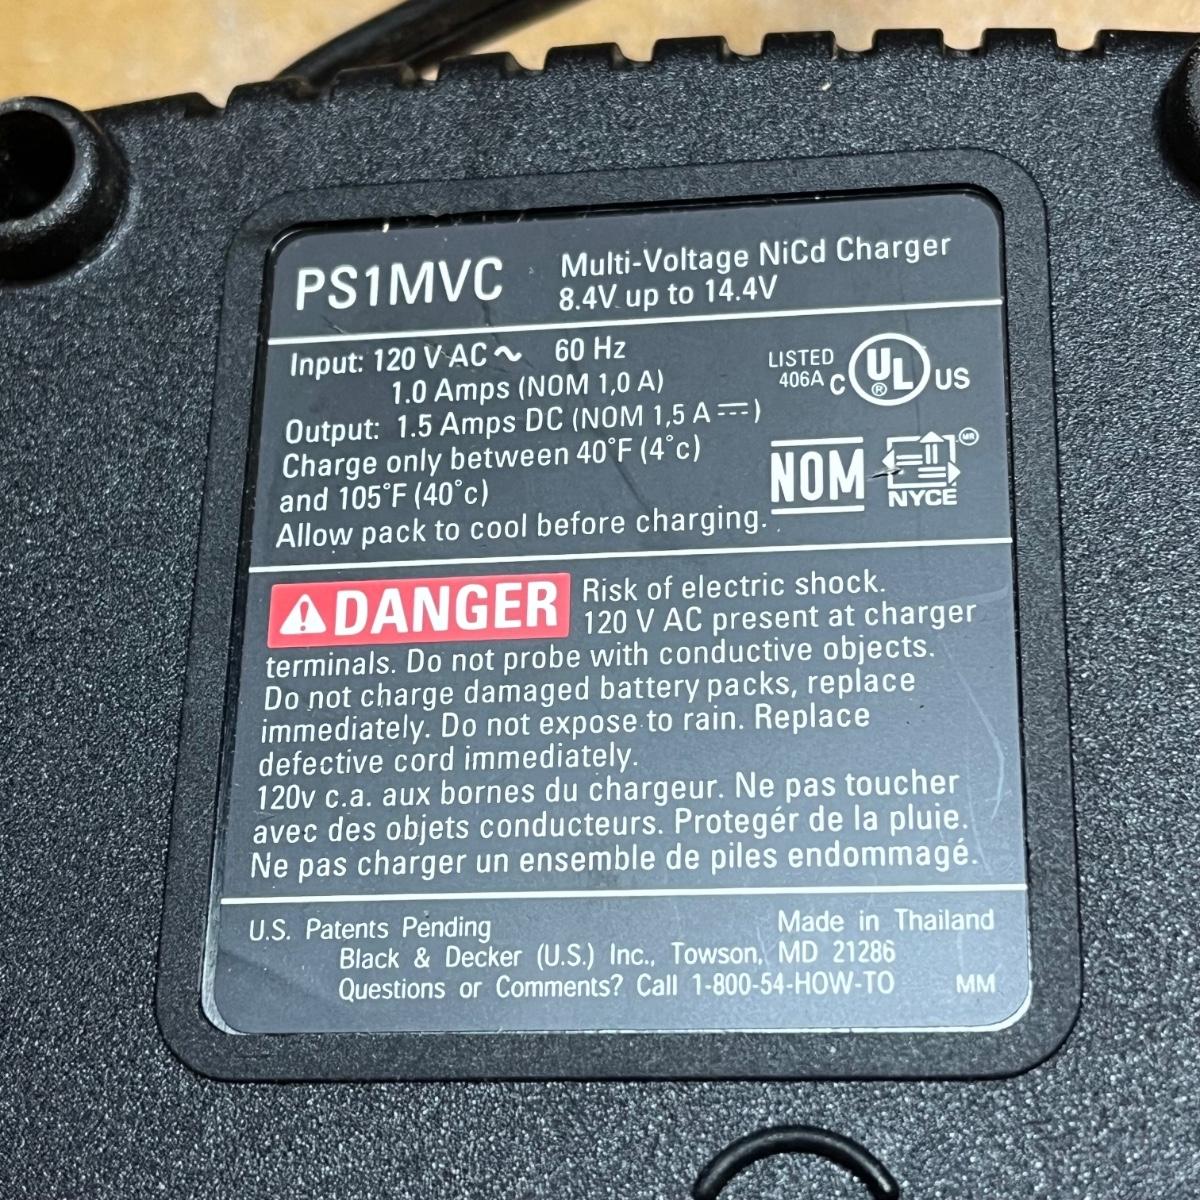 PS1MVC Multi-Voltage NiCd Charger
8.4V up to 14.4V
Input: 120 V AC ~ 60 Hz
1.0 Amps (NOM 1,0 A)
Output: 1.5 Amps DC (NOM 1,5 A ⎓)
Charge only between 40°F (4°c)
and 105°F (40°c)
Allow pack to cool before charging.
LISTED
406A
C UL ® US
NOM NYCE MR
⚠ DANGER Risk of electric shock.
120 V AC present at charger
terminals. Do not probe with conductive objects.
Do not charge damaged battery packs, replace
immediately. Do not expose to rain. Replace
defective cord immediately.
120v c.a. aux bornes du chargeur. Ne pas toucher
avec des objets conducteurs. Protegér de la pluie.
Ne pas charger un ensemble de piles endommagé.
U.S. Patents Pending Made in Thailand
Black & Decker (U.S.) Inc., Towson, MD 21286
Questions or Comments? Call 1-800-54-HOW-TO MM